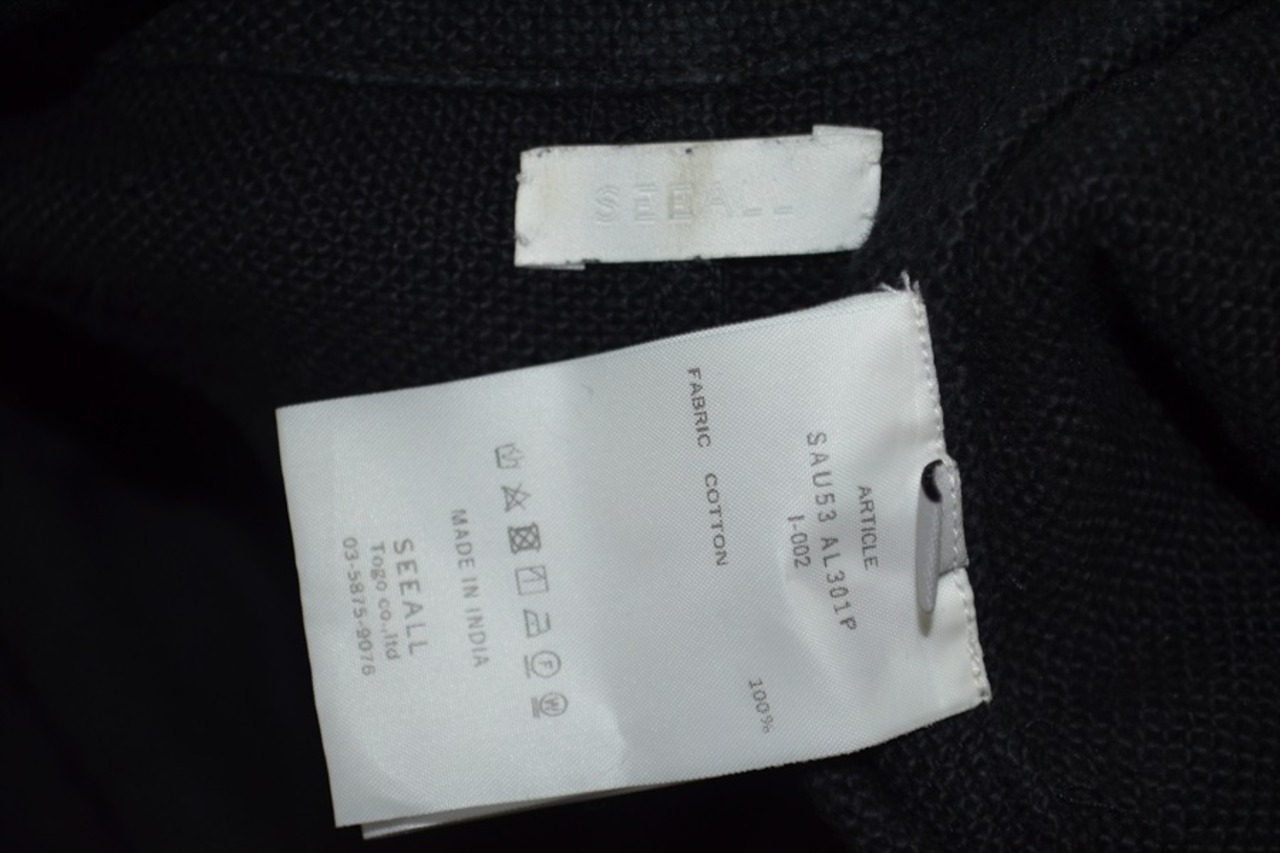 SEEALL
ARTICLE
SAU53 AL301P
I-002
FABRIC COTTON 100%
MADE IN INDIA
SEEALL
Togo co.,ltd
03-5875-9076